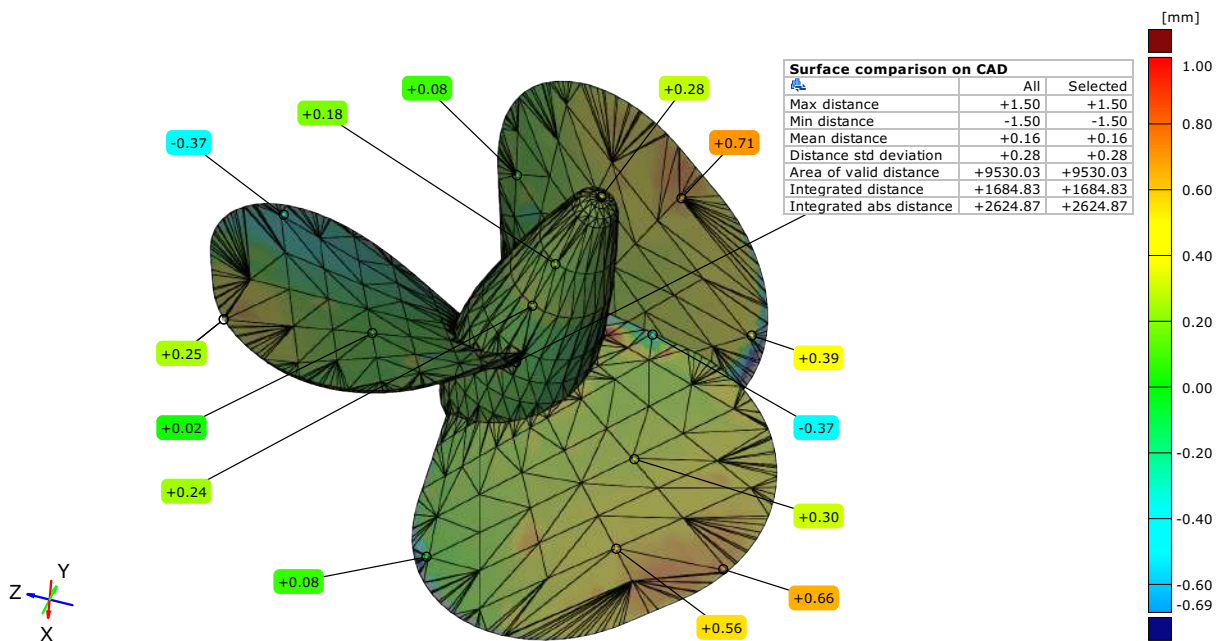 [mm]
+0.08
+0.28
+0.18
-0.37
+0.71
Surface comparison on CAD
All Selected
Max distance +1.50 +1.50
Min distance -1.50 -1.50
Mean distance +0.16 +0.16
Distance std deviation +0.28 +0.28
Area of valid distance +9530.03 +9530.03
Integrated distance +1684.83 +1684.83
Integrated abs distance +2624.87 +2624.87
1.00
0.80
0.60
0.40
0.20
0.00
-0.20
-0.40
-0.60
-0.69
+0.25
+0.39
+0.02
-0.37
+0.24
+0.30
+0.08
+0.66
+0.56
Z
Y
X